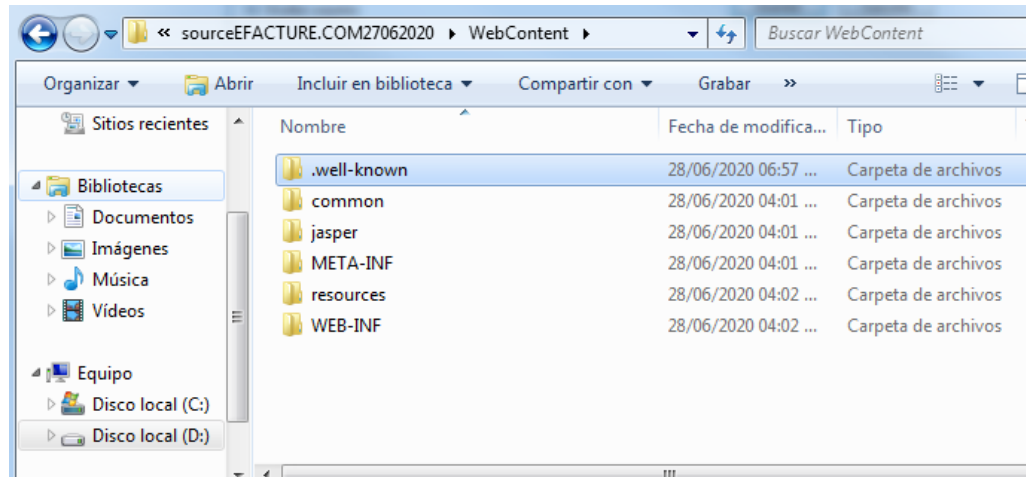 « sourceEFACTURE.COM27062020 ▸ WebContent ▸ Buscar WebContent
Organizar Abrir Incluir en biblioteca Compartir con Grabar »
Sitios recientes
Bibliotecas
Documentos
Imágenes
Música
Vídeos
Equipo
Disco local (C:)
Disco local (D:)
Nombre Fecha de modifica... Tipo
.well-known 28/06/2020 06:57 ... Carpeta de archivos
common 28/06/2020 04:01 ... Carpeta de archivos
jasper 28/06/2020 04:01 ... Carpeta de archivos
META-INF 28/06/2020 04:01 ... Carpeta de archivos
resources 28/06/2020 04:02 ... Carpeta de archivos
WEB-INF 28/06/2020 04:02 ... Carpeta de archivos